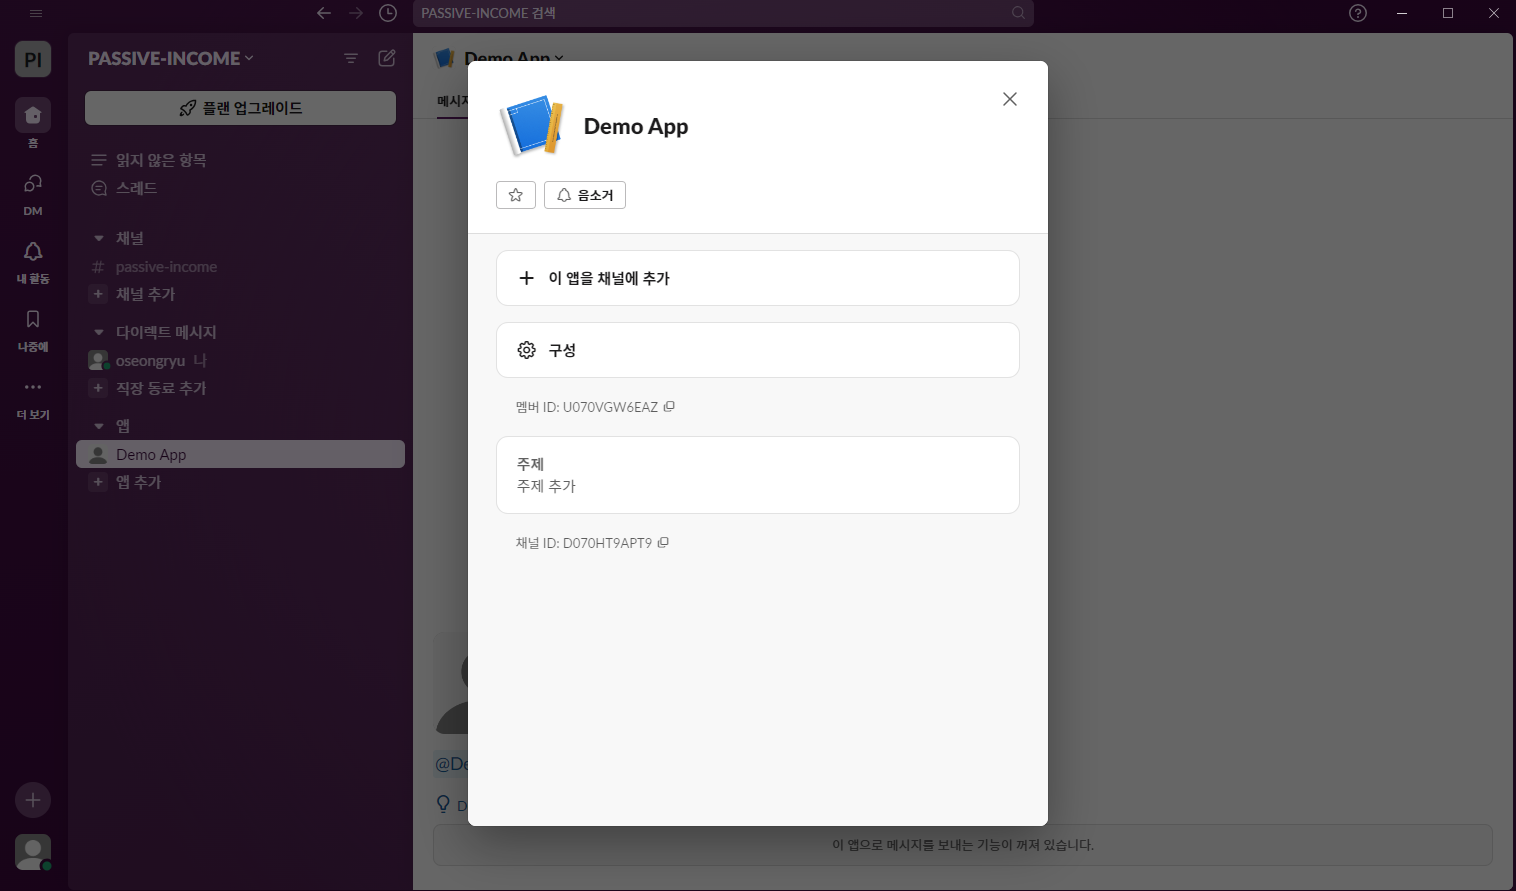 PASSIVE-INCOME 검색
PI
홈
DM
내 활동
나중에
더 보기
PASSIVE-INCOME
플랜 업그레이드
읽지 않은 항목
스레드
채널
# passive-income
+ 채널 추가
다이렉트 메시지
oseongryu 나
+ 직장 동료 추가
앱
Demo App
+ 앱 추가
Demo App
메시지
Demo App
음소거
이 앱을 채널에 추가
구성
멤버 ID: U070VGW6EAZ
주제
주제 추가
채널 ID: D070HT9APT9
@De
D
이 앱으로 메시지를 보내는 기능이 꺼져 있습니다.